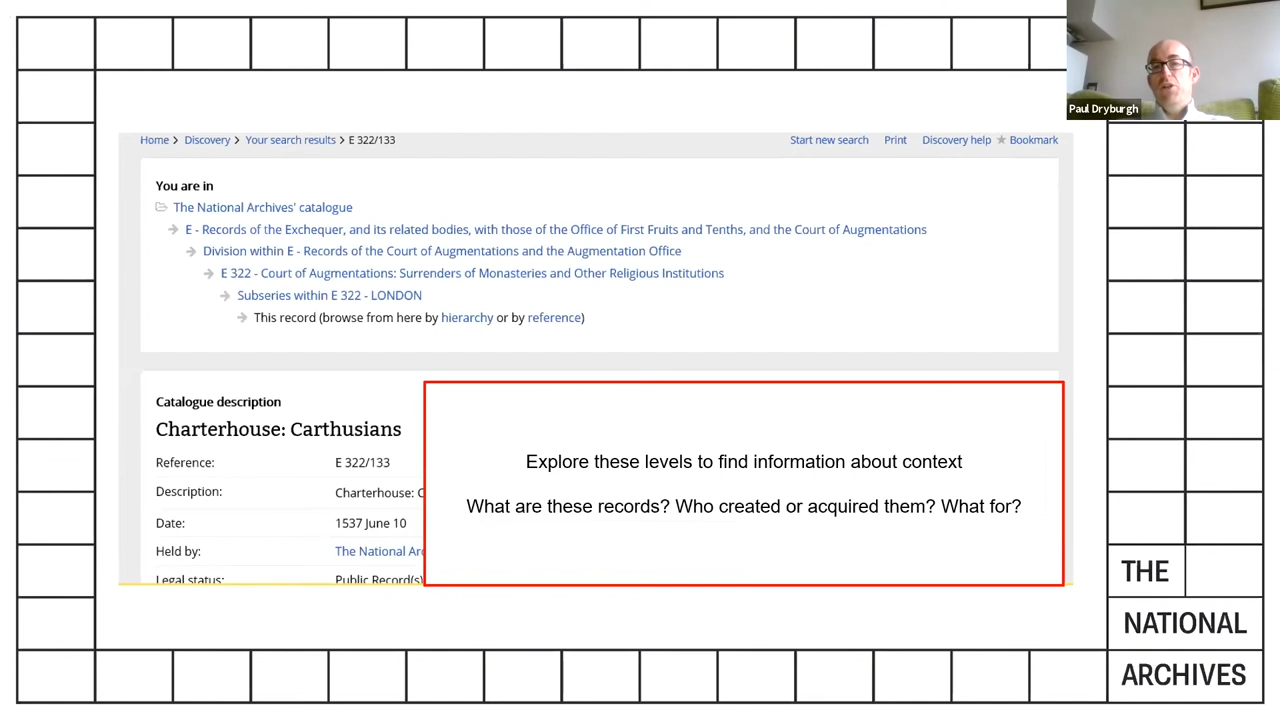 Paul Dryburgh
Home > Discovery > Your search results > E 322/133
Start new search Print Discovery help ★ Bookmark
You are in
The National Archives' catalogue
E - Records of the Exchequer, and its related bodies, with those of the Office of First Fruits and Tenths, and the Court of Augmentations
Division within E - Records of the Court of Augmentations and the Augmentation Office
E 322 - Court of Augmentations: Surrenders of Monasteries and Other Religious Institutions
Subseries within E 322 - LONDON
This record (browse from here by hierarchy or by reference)
Catalogue description
Charterhouse: Carthusians
Reference: E 322/133
Description: Charterhouse: C
Date: 1537 June 10
Held by: The National Arc
Legal status: Public Record(s)
Explore these levels to find information about context
What are these records? Who created or acquired them? What for?
THE
NATIONAL
ARCHIVES